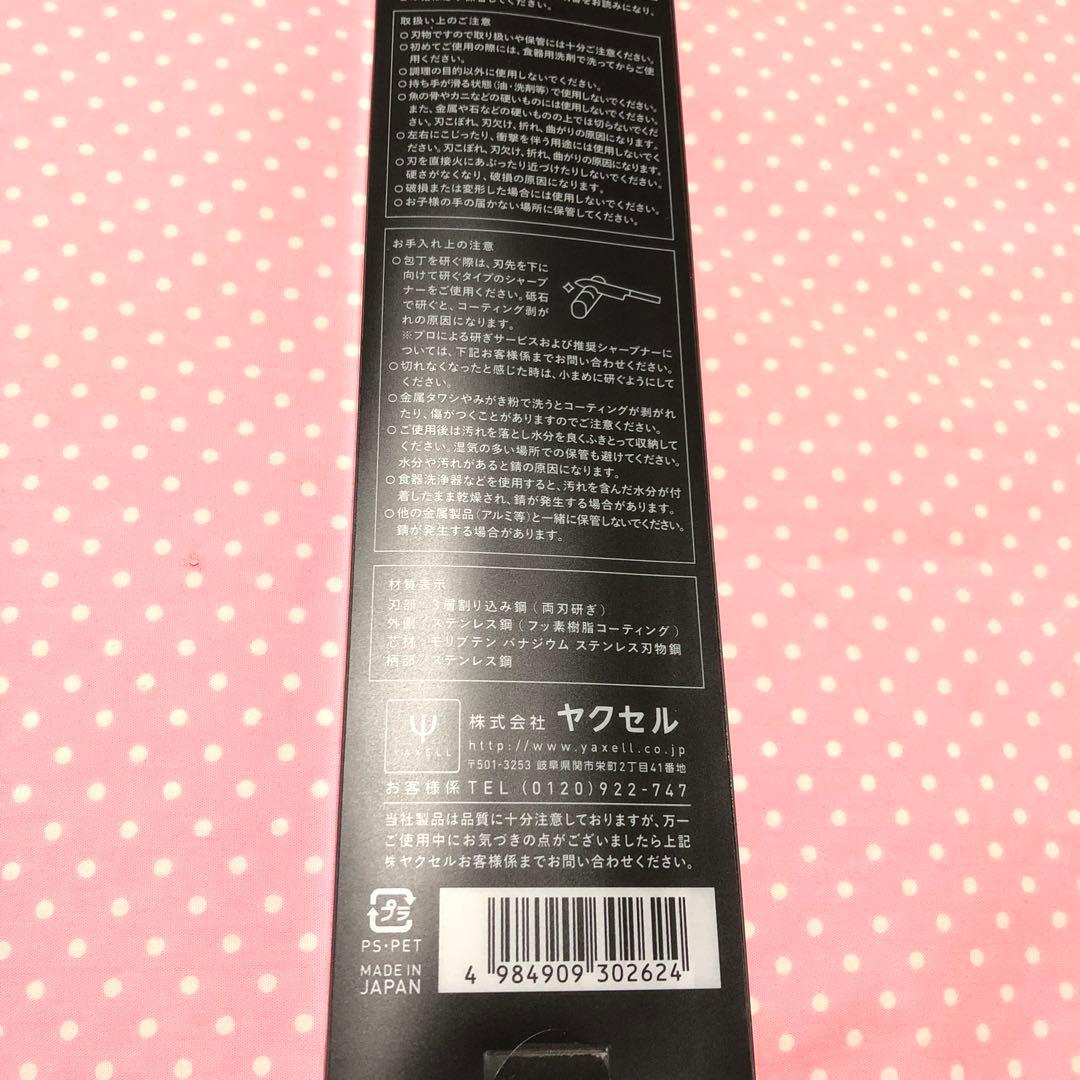 をお読みになり、
てください。
取扱い上のご注意
○刃物ですので取り扱いや保管には十分ご注意ください。
○初めてご使用の際には、食器用洗剤で洗ってからご使
用ください。
○調理の目的以外に使用しないでください。
○持ち手が滑る状態(油・洗剤等)で使用しないでください。
○魚の骨やカニなどの硬いものには使用しないでください。
また、金属や石などの硬いものの上では切らないでくだ
さい。刃こぼれ、刃欠け、折れ、曲がりの原因になります。
○左右にこじったり、衝撃を伴う用途には使用しないでく
ださい。刃こぼれ、刃欠け、折れ、曲がりの原因になります。
○刃を直接火にあぶったり近づけたりしないでください。
硬さがなくなり、破損の原因になります。
○破損または変形した場合には使用しないでください。
○お子様の手の届かない場所に保管してください。
お手入れ上の注意
○包丁を研ぐ際は、刃先を下に
向けて研ぐタイプのシャープ
ナーをご使用ください。砥石
で研ぐと、コーティング剥が
れの原因になります。
※プロによる研ぎサービスおよび推奨シャープナーに
ついては、下記お客様係までお問い合わせください。
○切れなくなったと感じた時は、小まめに研ぐようにして
ください。
○金属タワシやみがき粉で洗うとコーティングが剥がれ
たり、傷がつくことがありますのでご注意ください。
○ご使用後は汚れを落とし水分を良くふきとって収納して
ください。湿気の多い場所での保管も避けてください。
水分や汚れがあると錆の原因になります。
○食器洗浄器などを使用すると、汚れを含んだ水分が付
着したまま乾燥され、錆が発生する場合があります。
○他の金属製品(アルミ等)と一緒に保管しないでください。
錆が発生する場合があります。
材質表示
刃部/3層割り込み鋼(両刃研ぎ)
外側/ステンレス鋼(フッ素樹脂コーティング)
芯材/モリブデン バナジウム ステンレス刃物鋼
柄部/ステンレス鋼
YAXELL
株式会社 ヤクセル
http://www.yaxell.co.jp
〒501-3253 岐阜県関市栄町2丁目41番地
お客様係 TEL (0120)922-747
当社製品は品質に十分注意しておりますが、万一
ご使用中にお気づきの点がございましたら上記
㈱ヤクセルお客様係までお問い合わせください。
プラ
PS・PET
MADE IN
JAPAN
4 984909 302624